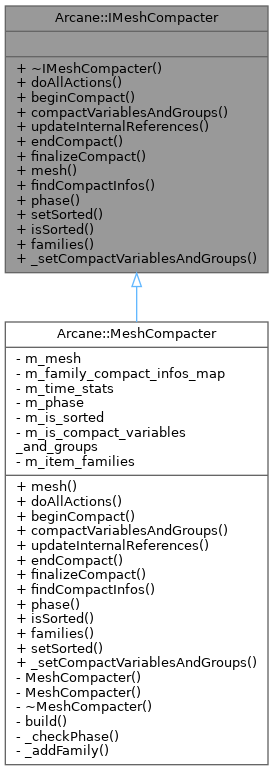 Arcane::IMeshCompacter
+ ~IMeshCompacter()
+ doAllActions()
+ beginCompact()
+ compactVariablesAndGroups()
+ updateInternalReferences()
+ endCompact()
+ finalizeCompact()
+ mesh()
+ findCompactInfos()
+ phase()
+ setSorted()
+ isSorted()
+ families()
+ _setCompactVariablesAndGroups()
Arcane::MeshCompacter
- m_mesh
- m_family_compact_infos_map
- m_time_stats
- m_phase
- m_is_sorted
- m_is_compact_variables
_and_groups
- m_item_families
+ mesh()
+ doAllActions()
+ beginCompact()
+ compactVariablesAndGroups()
+ updateInternalReferences()
+ endCompact()
+ finalizeCompact()
+ findCompactInfos()
+ phase()
+ isSorted()
+ families()
+ setSorted()
+ _setCompactVariablesAndGroups()
- MeshCompacter()
- MeshCompacter()
- ~MeshCompacter()
- build()
- _checkPhase()
- _addFamily()